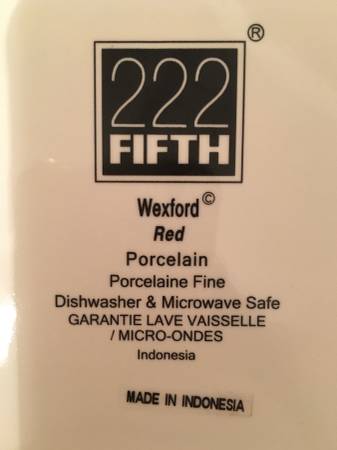 ®
222
FIFTH
Wexford©
Red
Porcelain
Porcelaine Fine
Dishwasher & Microwave Safe
GARANTIE LAVE VAISSELLE
/ MICRO-ONDES
Indonesia
MADE IN INDONESIA